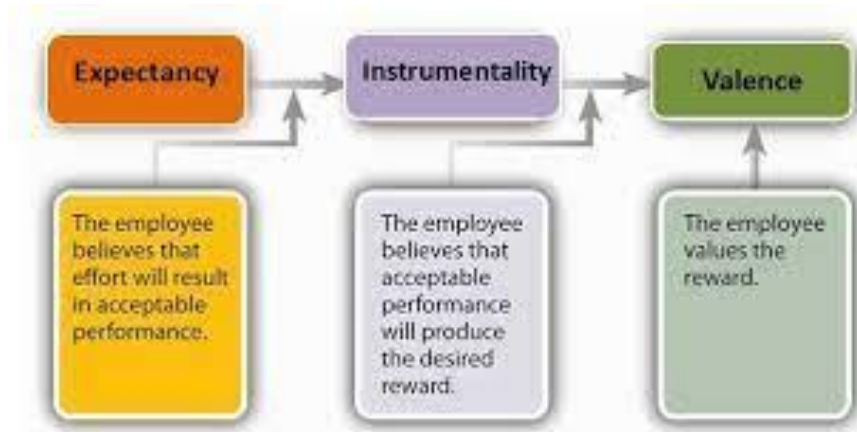 Expectancy
Instrumentality
Valence
The employee
believes that
effort will result
in acceptable
performance.
The employee
believes that
acceptable
performance
will produce
the desired
reward.
The employee
values the
reward.